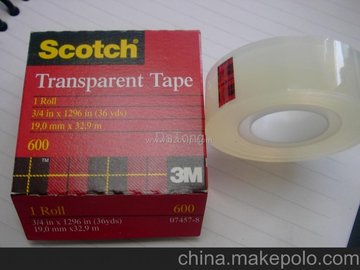 Scotch
Transparent Tape
1 Roll
3/4 in x 1296 in (36 yds)
19,0 mm x 32,9 m
600
3M
1 Roll 600
3/4 in x 1296 in (36yds) 07457-8
19,0 mm x32,9 m
china.makepolo.com